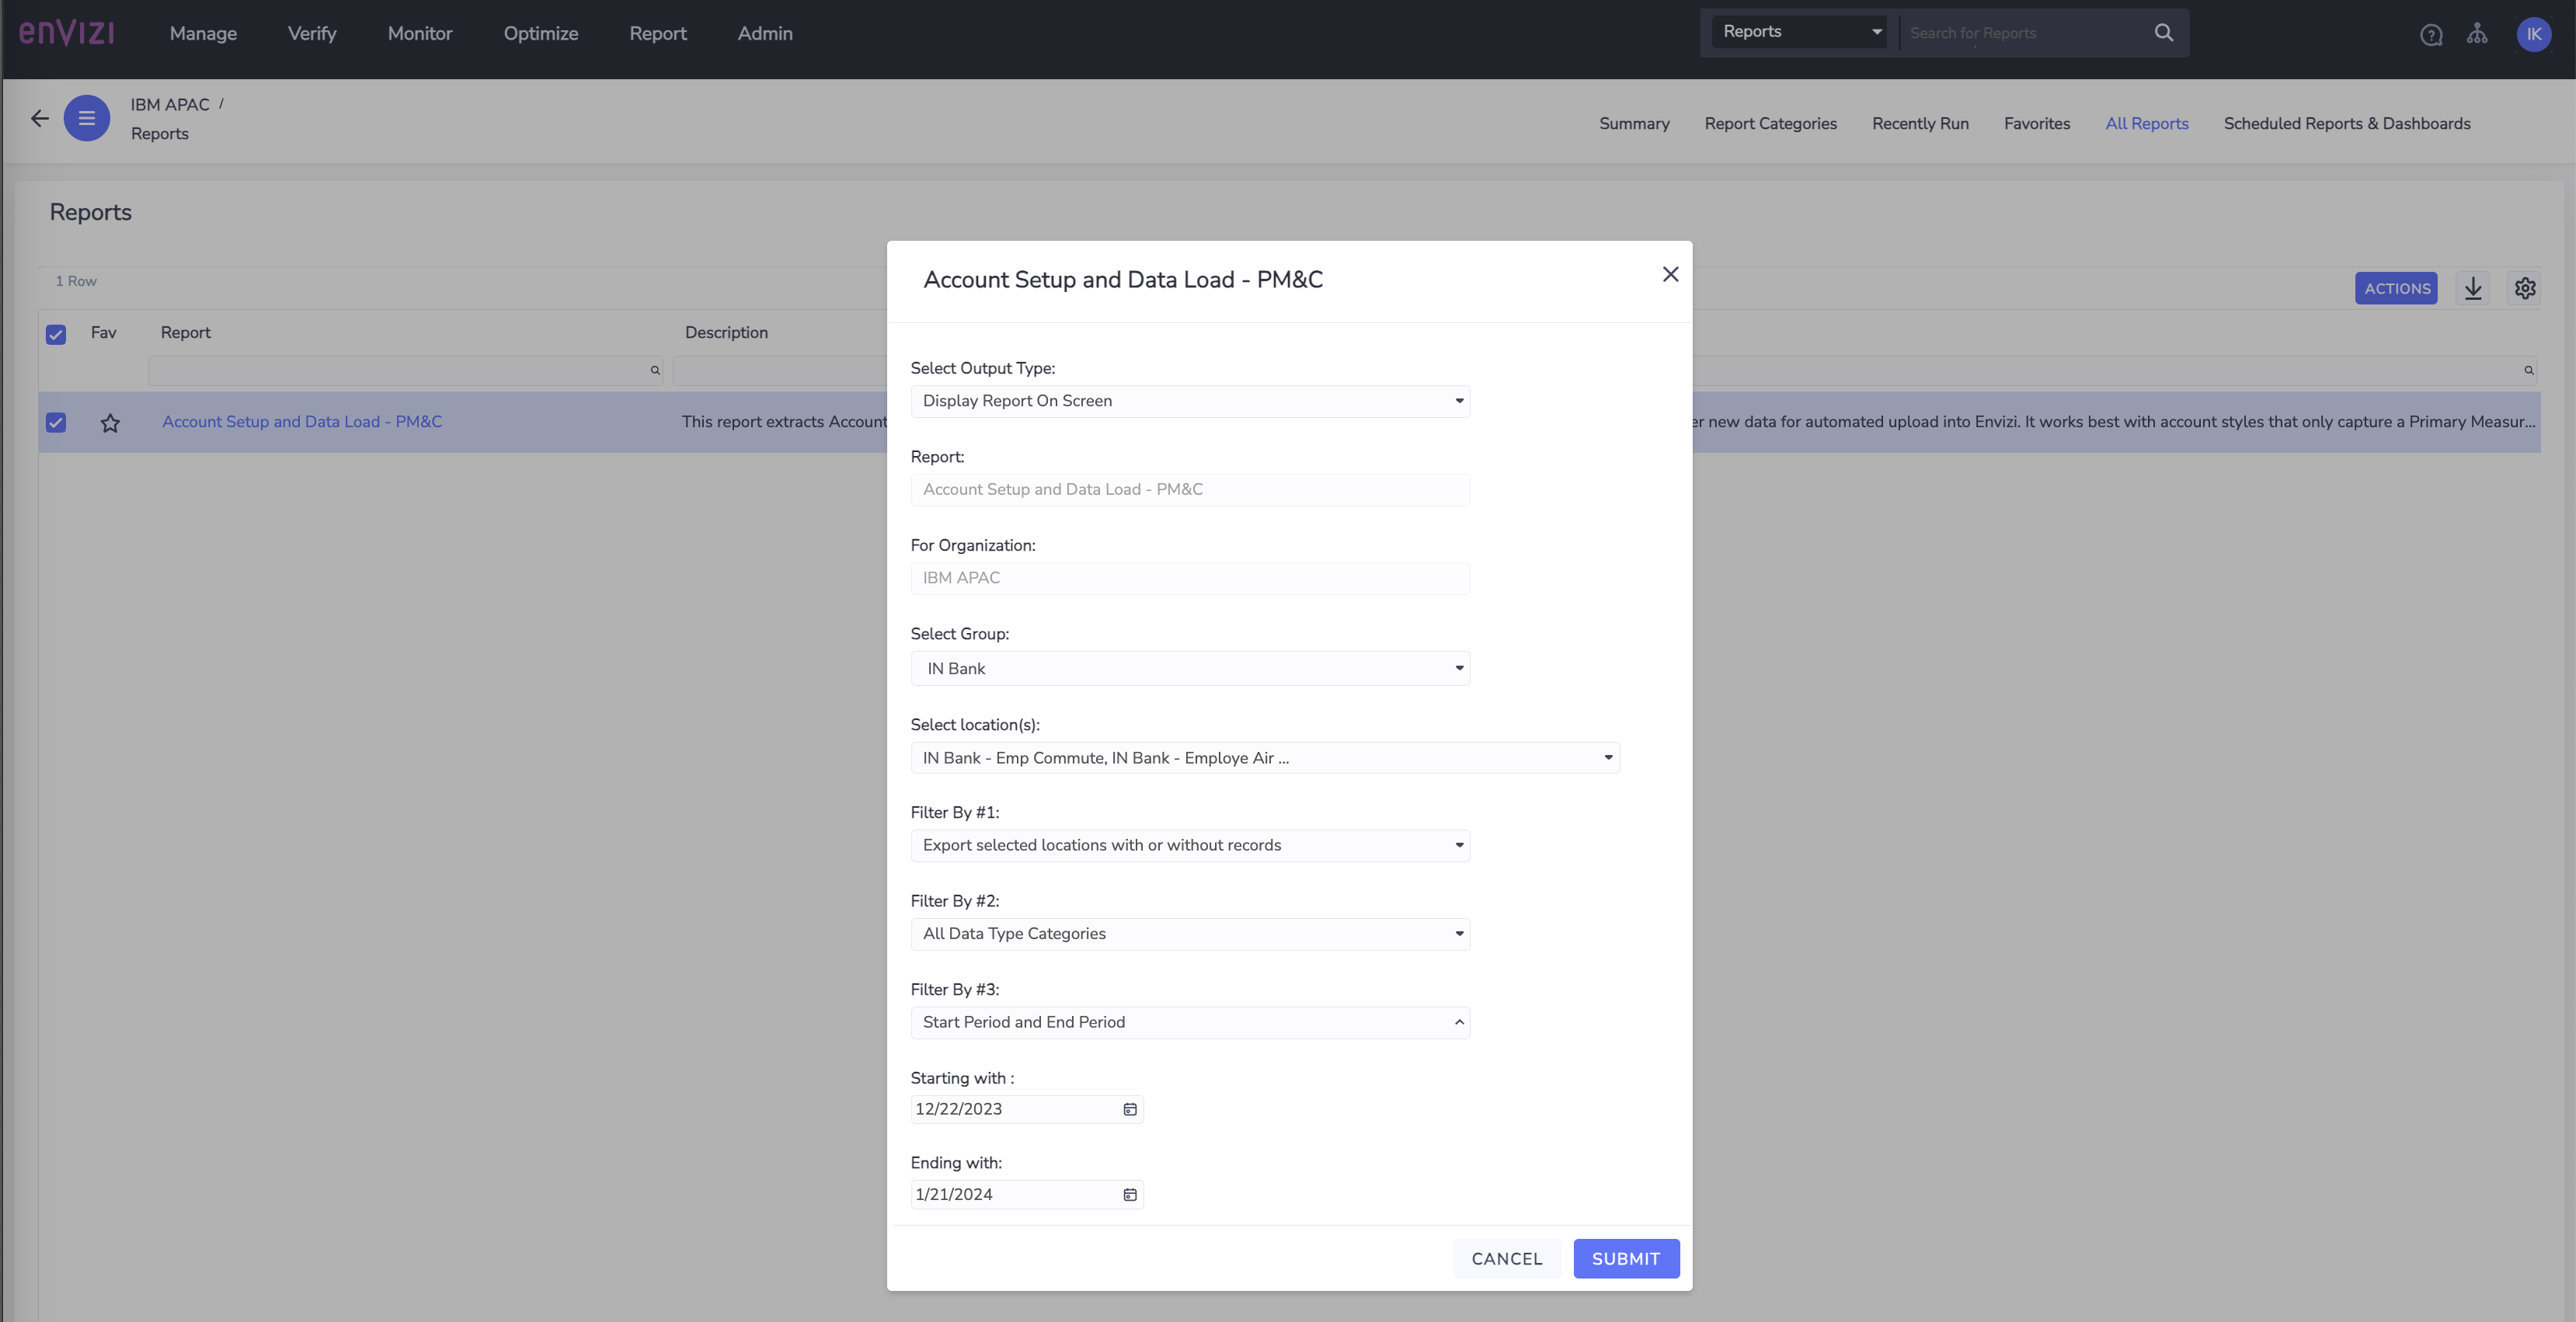 enVIZI
Manage Verify Monitor Optimize Report Admin
Reports
Search for Reports
IK
IBM APAC /
Reports
Summary Report Categories Recently Run Favorites All Reports Scheduled Reports & Dashboards
Reports
1 Row
ACTIONS
Fav Report Description
Account Setup and Data Load - PM&C
This report extracts Account
er new data for automated upload into Envizi. It works best with account styles that only capture a Primary Measur...
Account Setup and Data Load - PM&C
Select Output Type:
Display Report On Screen
Report:
Account Setup and Data Load - PM&C
For Organization:
IBM APAC
Select Group:
IN Bank
Select location(s):
IN Bank - Emp Commute, IN Bank - Employe Air ...
Filter By #1:
Export selected locations with or without records
Filter By #2:
All Data Type Categories
Filter By #3:
Start Period and End Period
Starting with :
12/22/2023
Ending with:
1/21/2024
CANCEL SUBMIT